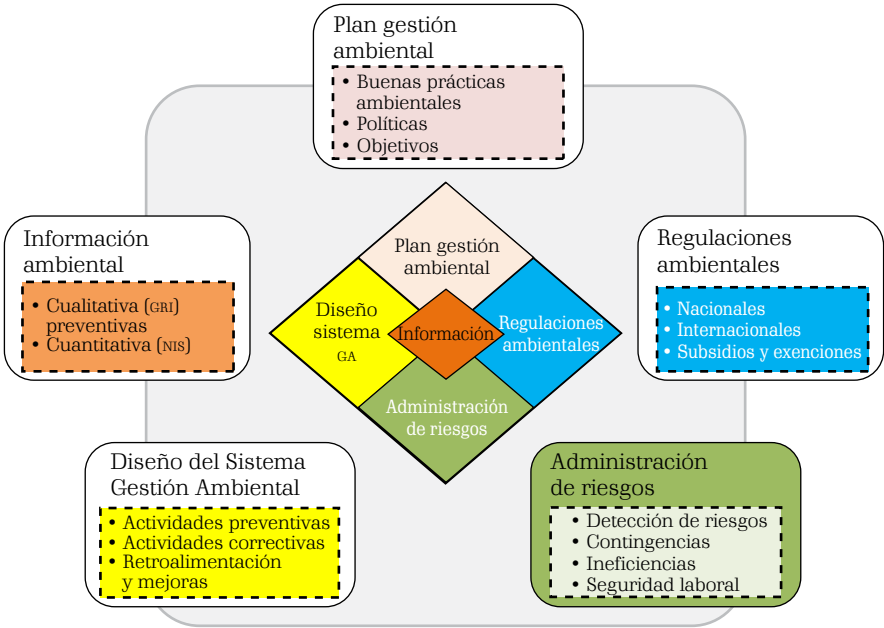 Plan gestión
ambiental
• Buenas prácticas
ambientales
• Políticas
• Objetivos
Información
ambiental
• Cualitativa (GRI)
preventivas
• Cuantitativa (NIS)
Plan gestión
ambiental
Diseño
sistema
GA
Información
Regulaciones
ambientales
Administración
de riesgos
Regulaciones
ambientales
• Nacionales
• Internacionales
• Subsidios y exenciones
Diseño del Sistema
Gestión Ambiental
• Actividades preventivas
• Actividades correctivas
• Retroalimentación
y mejoras
Administración
de riesgos
• Detección de riesgos
• Contingencias
• Ineficiencias
• Seguridad laboral